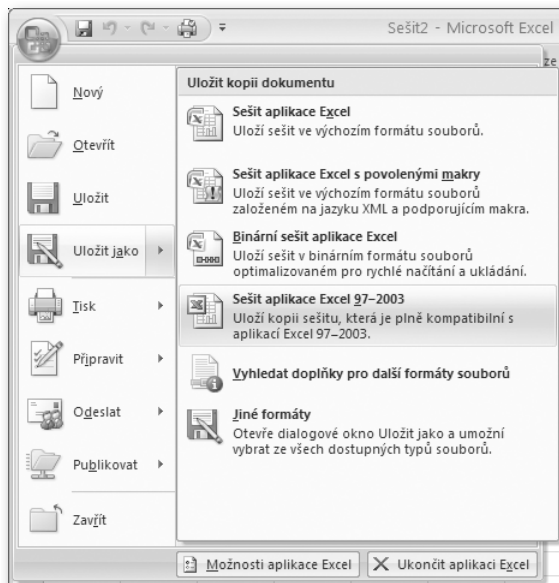 Sešit2 - Microsoft Excel
ze
Nový
Otevřít
Uložit
Uložit jako
Tisk
Připravit
Odeslat
Publikovat
Zavřít
Uložit kopii dokumentu
Sešit aplikace Excel
Uloží sešit ve výchozím formátu souborů.
Sešit aplikace Excel s povolenými makry
Uloží sešit ve výchozím formátu souborů
založeném na jazyku XML a podporujícím makra.
Binární sešit aplikace Excel
Uloží sešit v binárním formátu souborů
optimalizovaném pro rychlé načítání a ukládání.
Sešit aplikace Excel 97–2003
Uloží kopii sešitu, která je plně kompatibilní s
aplikací Excel 97–2003.
Vyhledat doplňky pro další formáty souborů
Jiné formáty
Otevře dialogové okno Uložit jako a umožní
vybrat ze všech dostupných typů souborů.
Možnosti aplikace Excel
Ukončit aplikaci Excel